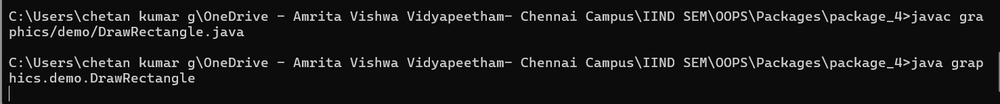 C:\Users\chetan kumar g\OneDrive - Amrita Vishwa Vidyapeetham- Chennai Campus\IIND SEM\OOPS\Packages\package_4>javac gra
phics/demo/DrawRectangle.java
C:\Users\chetan kumar g\OneDrive - Amrita Vishwa Vidyapeetham- Chennai Campus\IIND SEM\OOPS\Packages\package_4>java grap
hics.demo.DrawRectangle